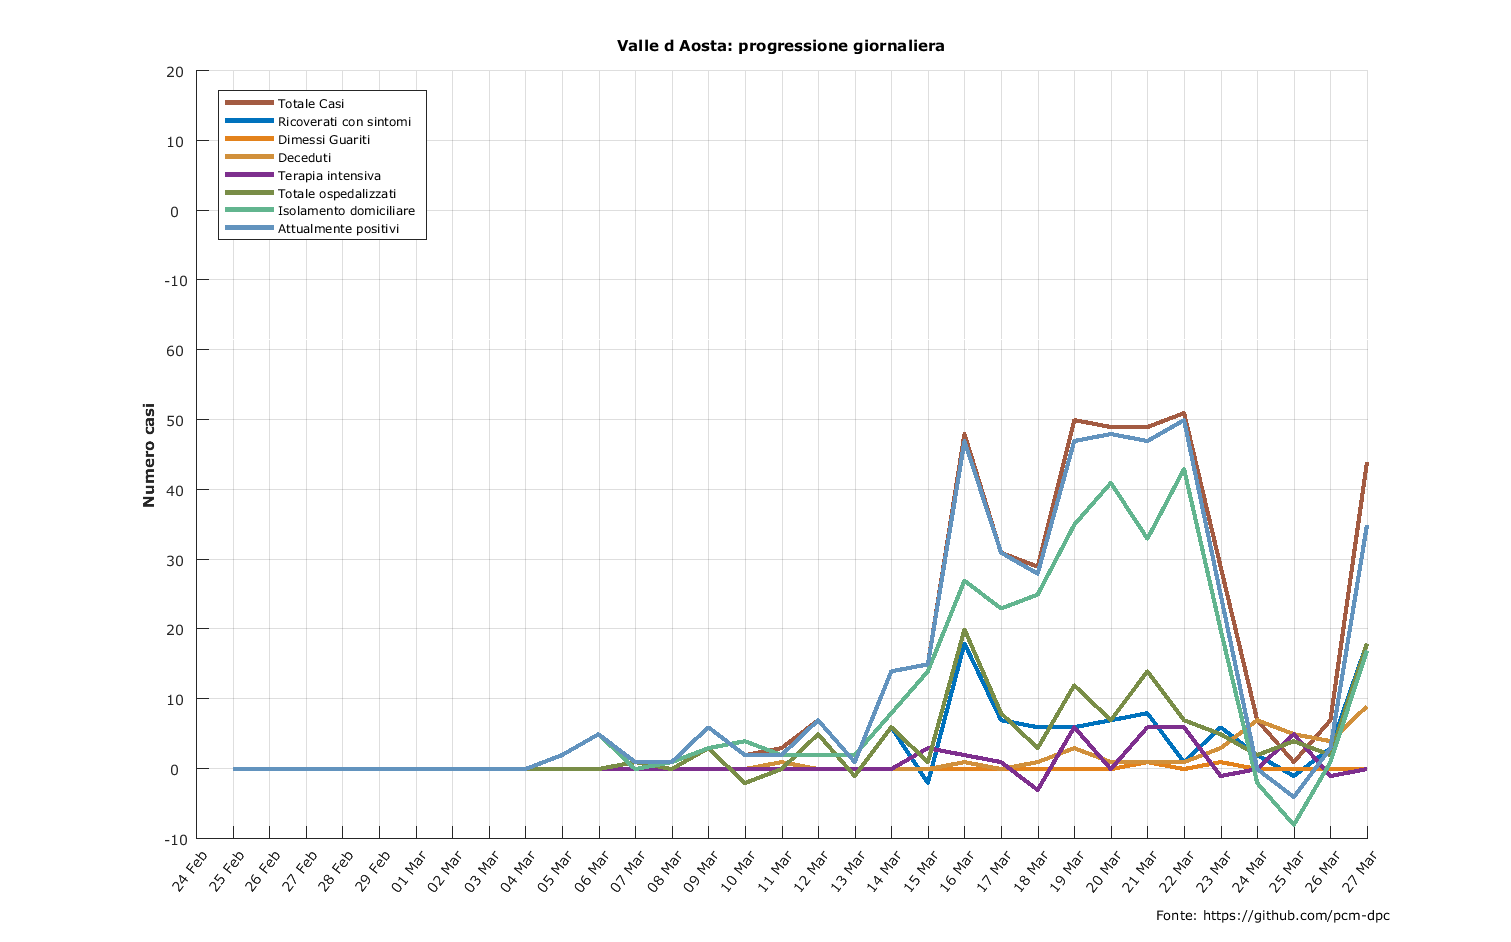 Valle d Aosta: progressione giornaliera
Numero casi
20
10
0
-10
60
50
40
30
20
10
0
-10
Totale Casi
Ricoverati con sintomi
Dimessi Guariti
Deceduti
Terapia intensiva
Totale ospedalizzati
Isolamento domiciliare
Attualmente positivi
24 Feb
25 Feb
26 Feb
27 Feb
28 Feb
29 Feb
01 Mar
02 Mar
03 Mar
04 Mar
05 Mar
06 Mar
07 Mar
08 Mar
09 Mar
10 Mar
11 Mar
12 Mar
13 Mar
14 Mar
15 Mar
16 Mar
17 Mar
18 Mar
19 Mar
20 Mar
21 Mar
22 Mar
23 Mar
24 Mar
25 Mar
26 Mar
27 Mar
Fonte: https://github.com/pcm-dpc